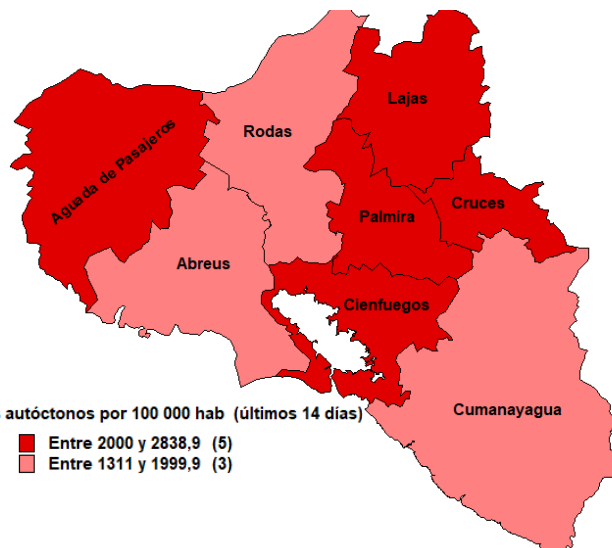 Lajas
Rodas
Aguada de Pasajeros
Cruces
Palmira
Abreus
Cienfuegos
Cumanayagua
autóctonos por 100 000 hab (últimos 14 días)
Entre 2000 y 2838,9 (5)
Entre 1311 y 1999,9 (3)